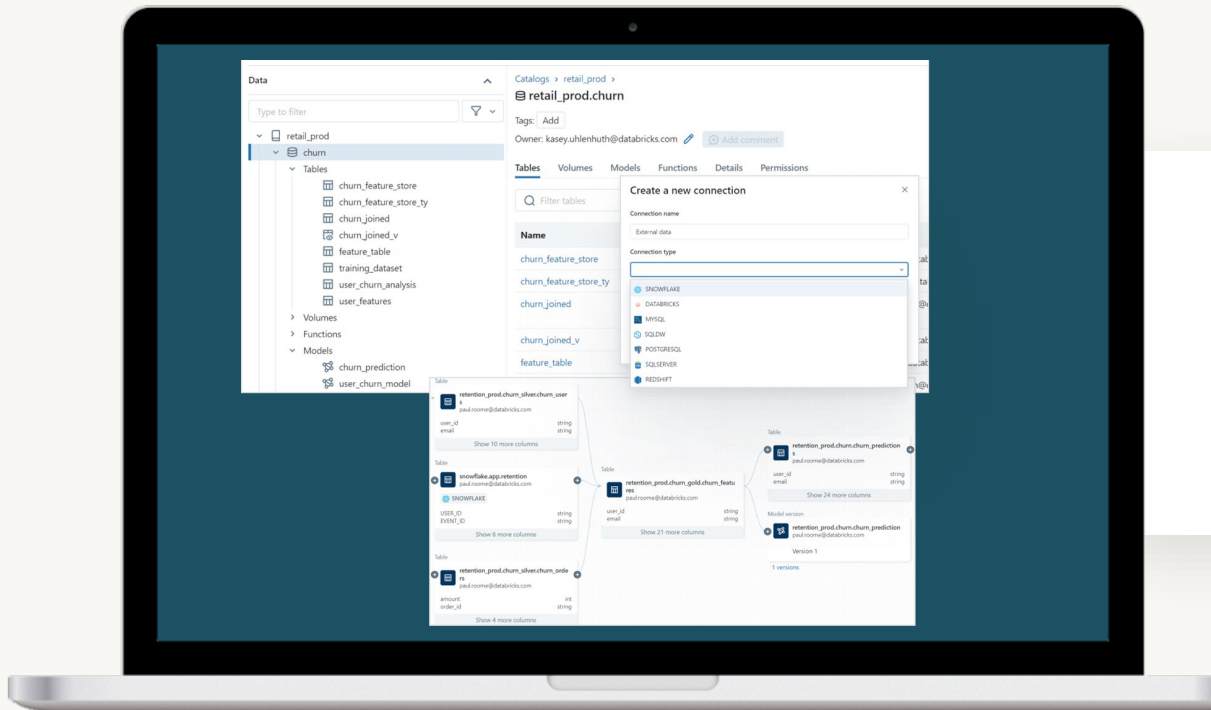 Data
Type to filter
retail_prod
churn
Tables
churn_feature_store
churn_feature_store_ty
churn_joined
churn_joined_v
feature_table
training_dataset
user_churn_analysis
user_features
Volumes
Functions
Models
churn_prediction
user_churn_model
Catalogs > retail_prod >
retail_prod.churn
Tags: Add
Owner: kasey.uhlenhuth@databricks.com Add comment
Tables Volumes Models Functions Details Permissions
Filter tables
Name
churn_feature_store
churn_feature_store_ty
churn_joined
churn_joined_v
feature_table
Create a new connection
Connection name
External data
Connection type
SNOWFLAKE
DATABRICKS
MYSQL
SQLDW
POSTGRESQL
SQLSERVER
REDSHIFT
Table
retention_prod.churn_silver.churn_user
s
paul.roome@databricks.com
user_id string
email string
Show 10 more columns
Table
snowflake.app.retention
paul.roome@databricks.com
SNOWFLAKE
USER_ID string
EVENT_ID string
Show 6 more columns
Table
retention_prod.churn_silver.churn_orde
rs
paul.roome@databricks.com
amount int
order_id string
Show 4 more columns
Table
retention_prod.churn_gold.churn_featu
res
paul.roome@databricks.com
user_id string
email string
Show 21 more columns
Table
retention_prod.churn.churn_prediction
s
paul.roome@databricks.com
user_id string
email string
Show 24 more columns
Model version
retention_prod.churn.churn_prediction
paul.roome@databricks.com
Version 1
1 versions